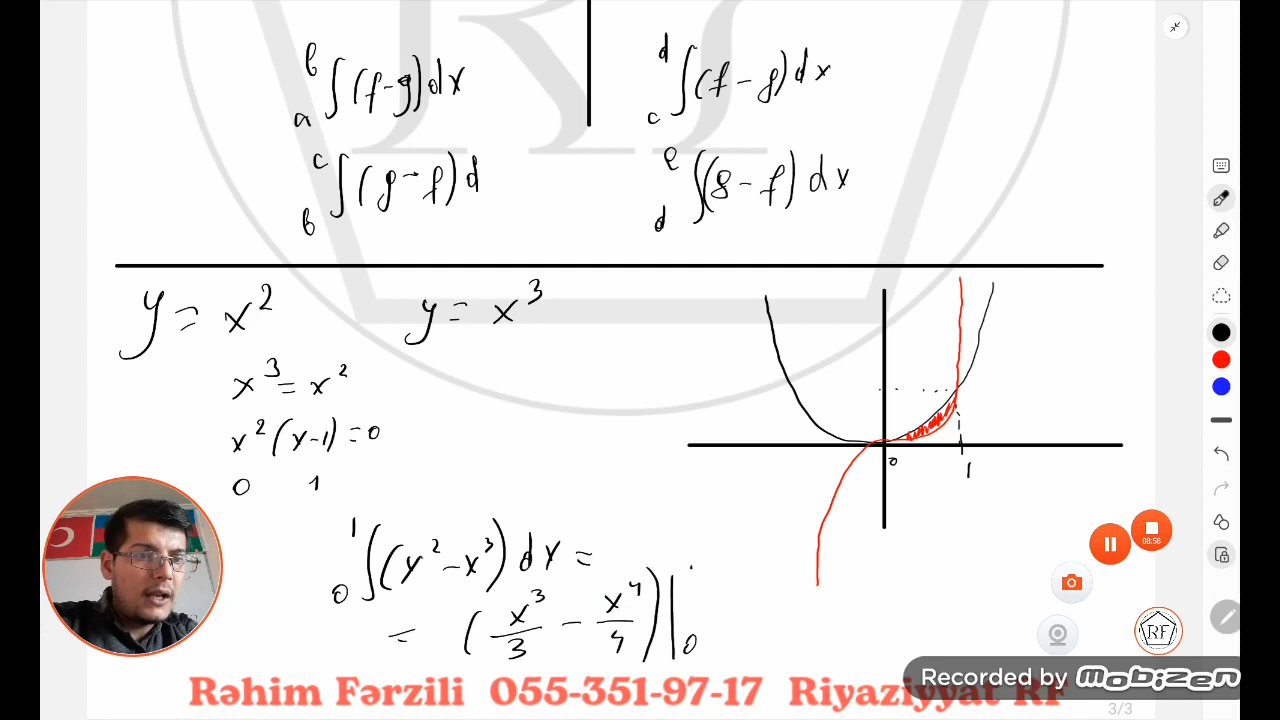 b
∫(f-g)dx
a
c
∫(g-f)d
b
d
∫(f-g)dx
c
e
∫(g-f)dx
d
y = x²
y = x³
x³ = x²
x²(x-1) = 0
0 1
0
1
1
∫(x²-x³)dx =
0
= (x³/3 - x⁴/4)|₀
08:58
RF
Recorded by MOBIZEN
Rəhim Fərzili 055-351-97-17 Riyaziyyat RF
3/3